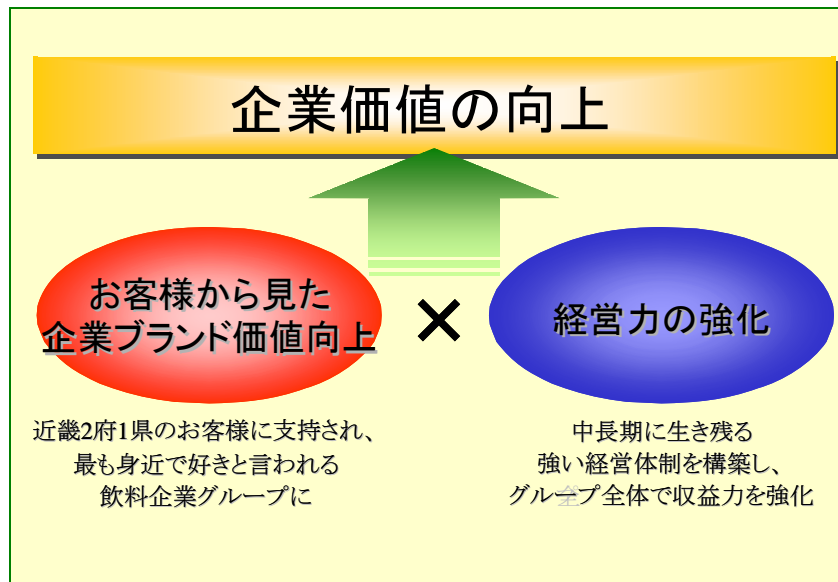 企業価値の向上
お客様から見た
企業ブランド価値向上
×
経営力の強化
近畿2府1県のお客様に支持され、
最も身近で好きと言われる
飲料企業グループに
中長期に生き残る
強い経営体制を構築し、
グループ全体で収益力を強化